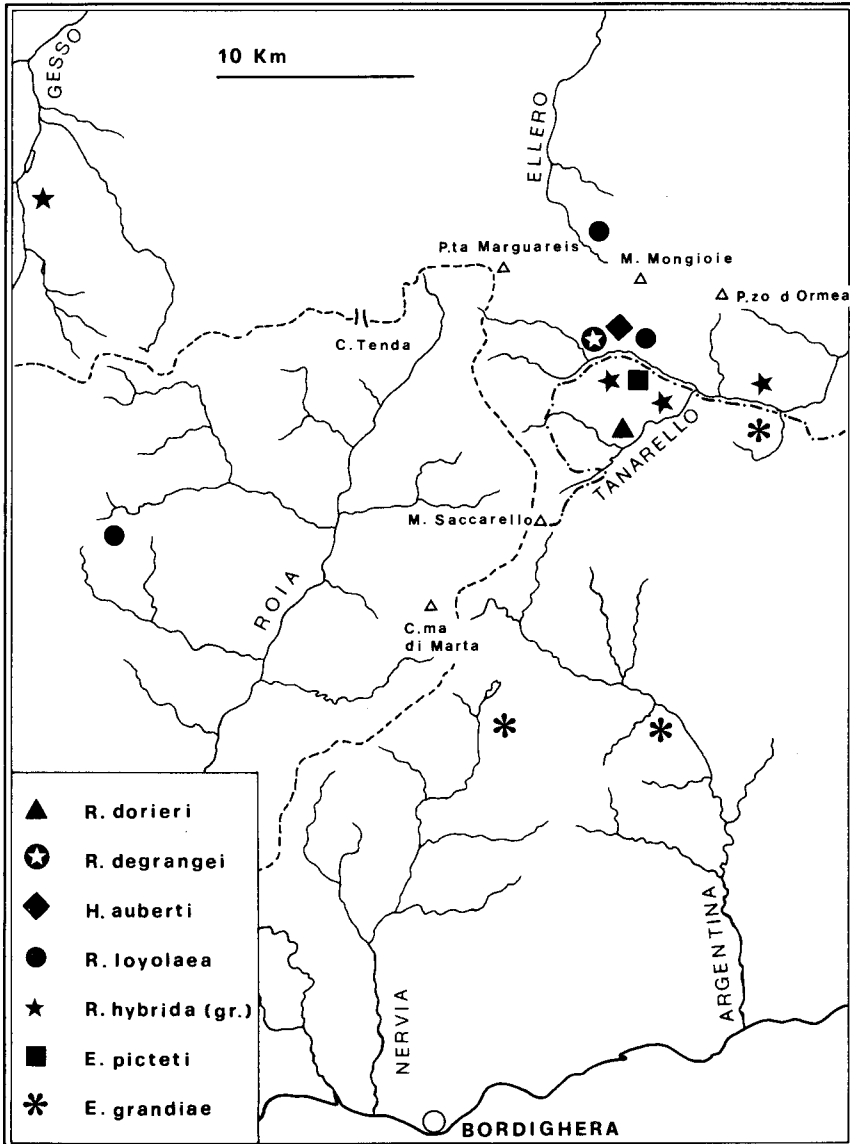 10 Km
GESSO
ELLERO
P.ta Marguareis
M. Mongioie
P.zo d Ormea
C. Tenda
TANARELLO
M. Saccarello
ROIA
C.ma
di Marta
R. dorieri
R. degrangei
H. auberti
R. loyolaea
R. hybrida (gr.)
E. picteti
E. grandiae
NERVIA
ARGENTINA
BORDIGHERA